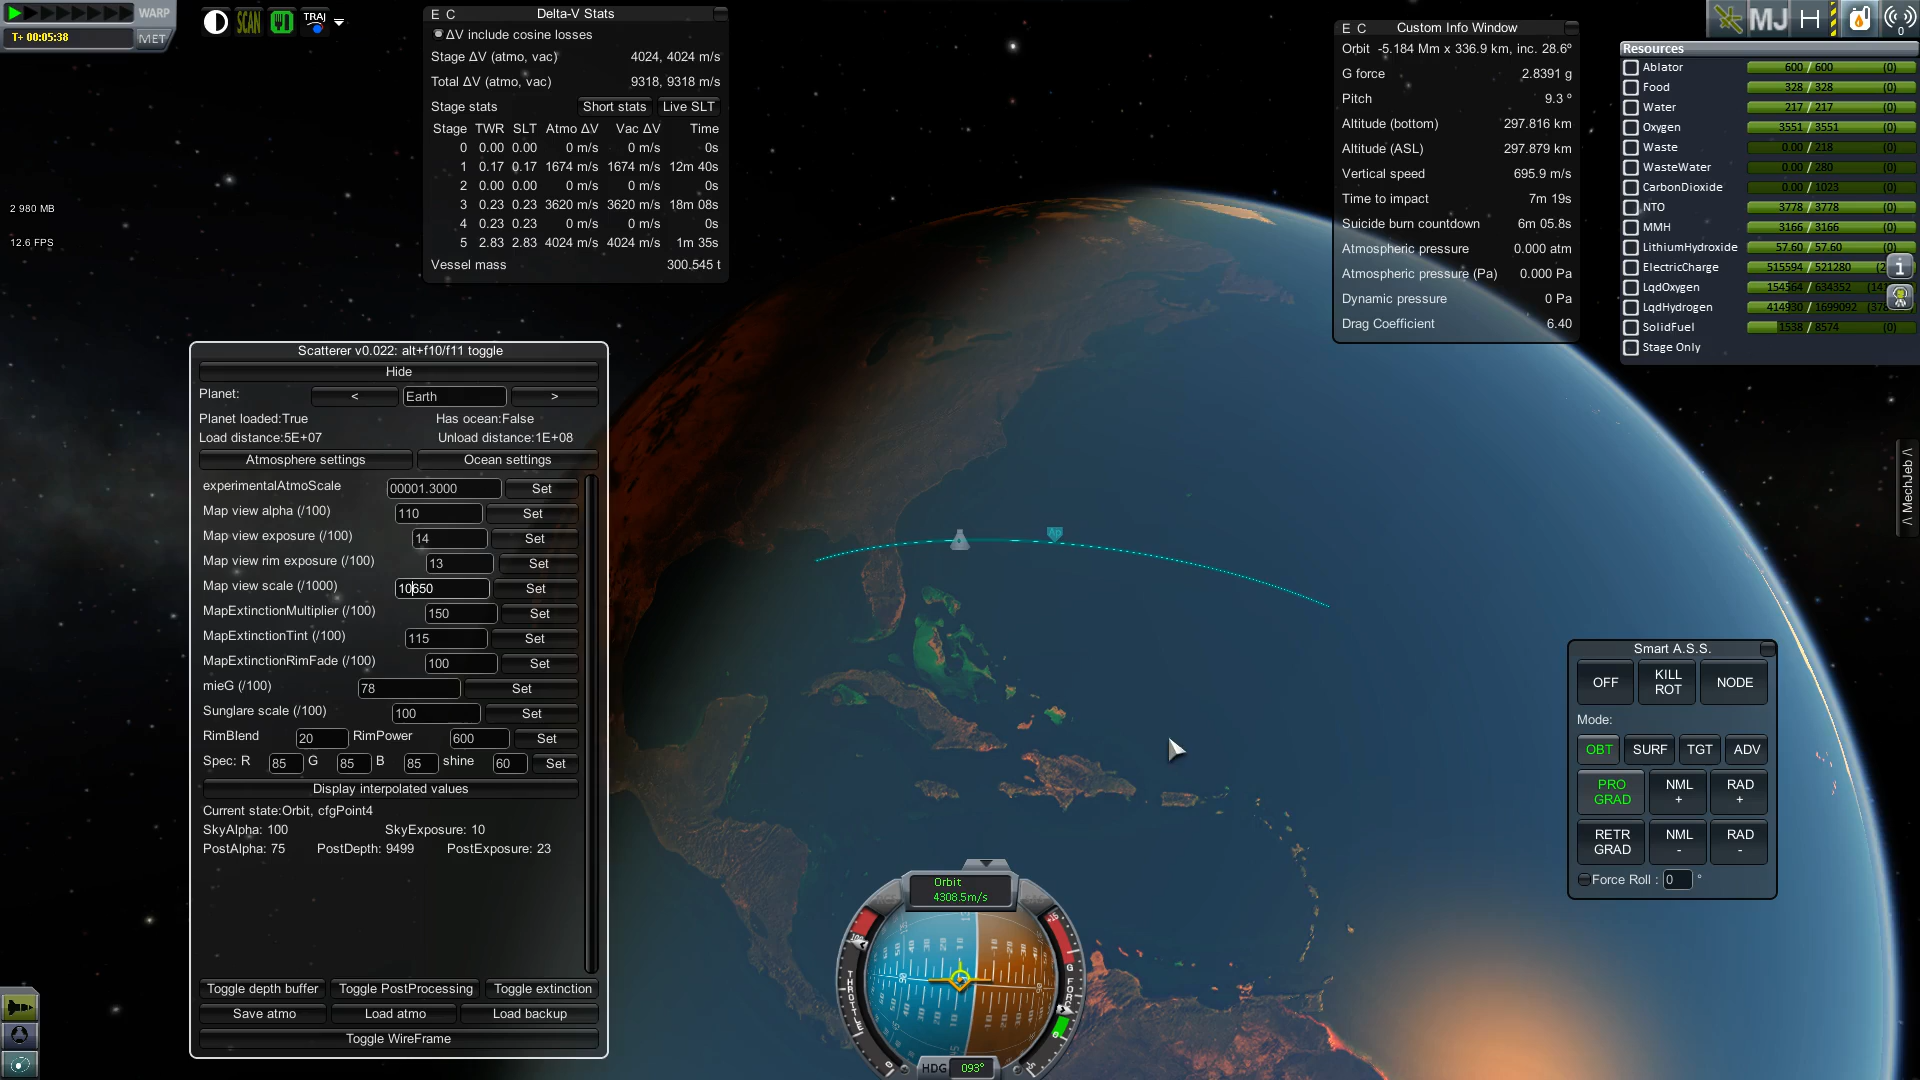 WARP
T+ 00:05:38
MET
SCAN
TRAJ
2 980 MB
12.6 FPS
E C Delta-V Stats
ΔV include cosine losses
Stage ΔV (atmo, vac) 4024, 4024 m/s
Total ΔV (atmo, vac) 9318, 9318 m/s
Stage stats Short stats Live SLT
Stage TWR SLT Atmo ΔV Vac ΔV Time
0 0.00 0.00 0 m/s 0 m/s 0s
1 0.17 0.17 1674 m/s 1674 m/s 12m 40s
2 0.00 0.00 0 m/s 0 m/s 0s
3 0.23 0.23 3620 m/s 3620 m/s 18m 08s
4 0.23 0.23 0 m/s 0 m/s 0s
5 2.83 2.83 4024 m/s 4024 m/s 1m 35s
Vessel mass 300.545 t
E C Custom Info Window
Orbit -5.184 Mm x 336.9 km, inc. 28.6º
G force 2.8391 g
Pitch 9.3 º
Altitude (bottom) 297.816 km
Altitude (ASL) 297.879 km
Vertical speed 695.9 m/s
Time to impact 7m 19s
Suicide burn countdown 6m 05.8s
Atmospheric pressure 0.000 atm
Atmospheric pressure (Pa) 0.000 Pa
Dynamic pressure 0 Pa
Drag Coefficient 6.40
MJ H 0
Resources
Ablator 600 / 600 (0)
Food 328 / 328 (0)
Water 217 / 217 (0)
Oxygen 3551 / 3551 (0)
Waste 0.00 / 218 (0)
WasteWater 0.00 / 280 (0)
CarbonDioxide 0.00 / 1023 (0)
NTO 3778 / 3778 (0)
MMH 3166 / 3166 (0)
LithiumHydroxide 57.60 / 57.60 (0)
ElectricCharge 515594 / 521280
LqdOxygen 154564 / 634352
LqdHydrogen 414930 / 1699092
SolidFuel 1538 / 8574 (0)
Stage Only
/\ MechJeb /\
Scatterer v0.022: alt+f10/f11 toggle
Hide
Planet: < Earth >
Planet loaded:True Has ocean:False
Load distance:5E+07 Unload distance:1E+08
Atmosphere settings Ocean settings
experimentalAtmoScale 00001.3000 Set
Map view alpha (/100) 110 Set
Map view exposure (/100) 14 Set
Map view rim exposure (/100) 13 Set
Map view scale (/1000) 10650 Set
MapExtinctionMultiplier (/100) 150 Set
MapExtinctionTint (/100) 115 Set
MapExtinctionRimFade (/100) 100 Set
mieG (/100) 78 Set
Sunglare scale (/100) 100 Set
RimBlend 20 RimPower 600 Set
Spec: R 85 G 85 B 85 shine 60 Set
Display interpolated values
Current state:Orbit, cfgPoint4
SkyAlpha: 100 SkyExposure: 10
PostAlpha: 75 PostDepth: 9499 PostExposure: 23
Toggle depth buffer Toggle PostProcessing Toggle extinction
Save atmo Load atmo Load backup
Toggle WireFrame
Ap
Smart A.S.S.
OFF KILL ROT NODE
Mode:
OBT SURF TGT ADV
PRO GRAD NML + RAD +
RETR GRAD NML - RAD -
Force Roll : 0 °
Orbit
4308.5m/s
THROTTLE
G FORCE
HDG 093°